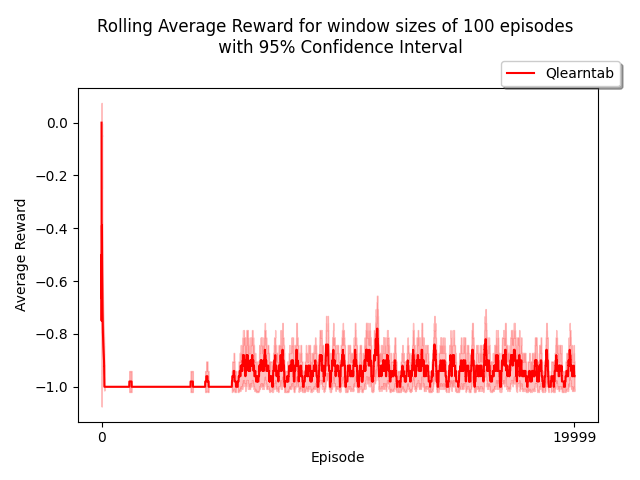 Rolling Average Reward for window sizes of 100 episodes
with 95% Confidence Interval
Qlearntab
0.0
−0.2
−0.4
−0.6
−0.8
−1.0
Average Reward
0
19999
Episode